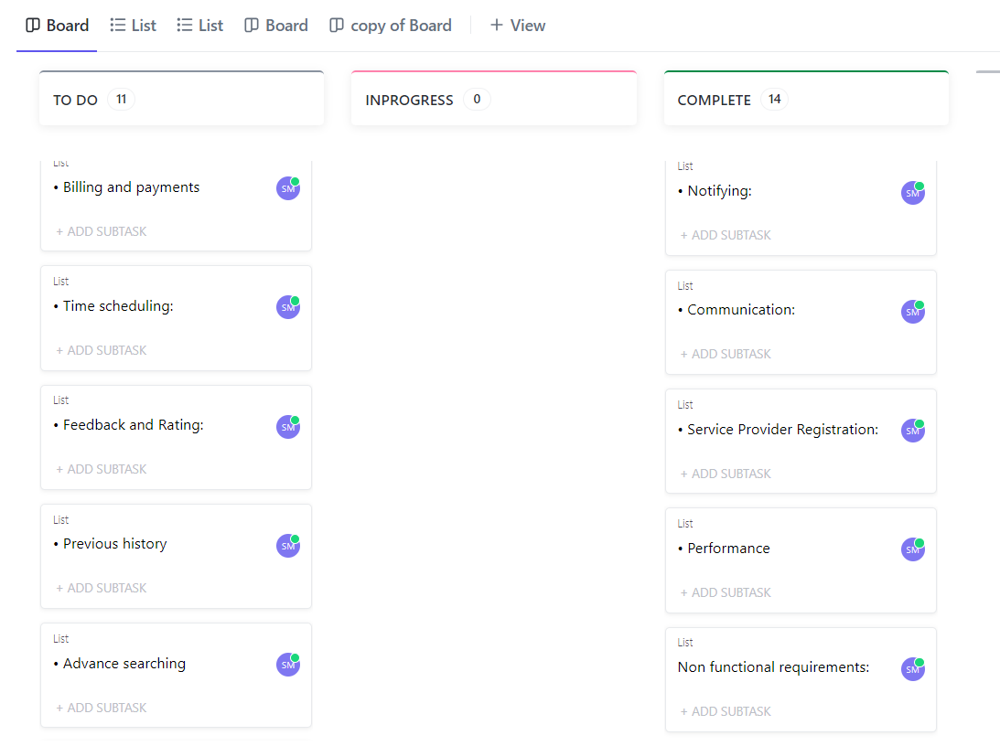 Board List List Board copy of Board + View
TO DO 11
List
• Billing and payments SM
+ ADD SUBTASK
List
• Time scheduling: SM
+ ADD SUBTASK
List
• Feedback and Rating: SM
+ ADD SUBTASK
List
• Previous history SM
+ ADD SUBTASK
List
• Advance searching SM
+ ADD SUBTASK
INPROGRESS 0
COMPLETE 14
List
• Notifying: SM
+ ADD SUBTASK
List
• Communication: SM
+ ADD SUBTASK
List
• Service Provider Registration: SM
+ ADD SUBTASK
List
• Performance SM
+ ADD SUBTASK
List
Non functional requirements: SM
+ ADD SUBTASK